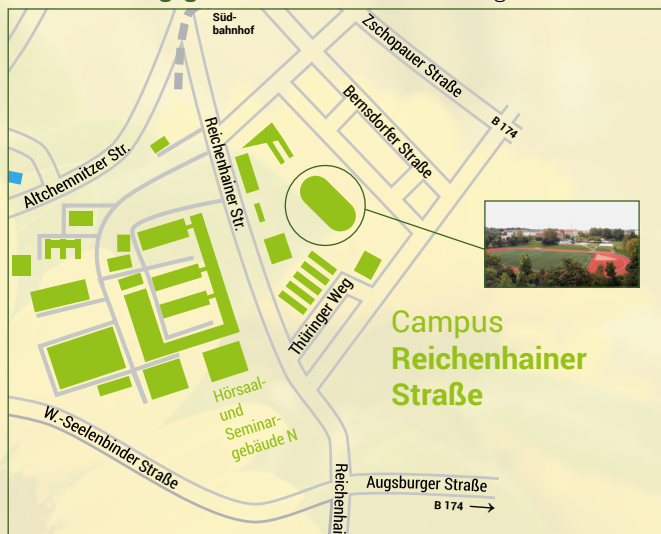 Süd-
bahnhof
Zschopauer Straße
B 174
Bernsdorfer Straße
Reichenhainer Str.
Altchemnitzer Str.
Thüringer Weg
Campus
Reichenhainer
Straße
Hörsaal-
und
Seminar-
gebäude N
W.-Seelenbinder Straße
Augsburger Straße
B 174
Reichenhai